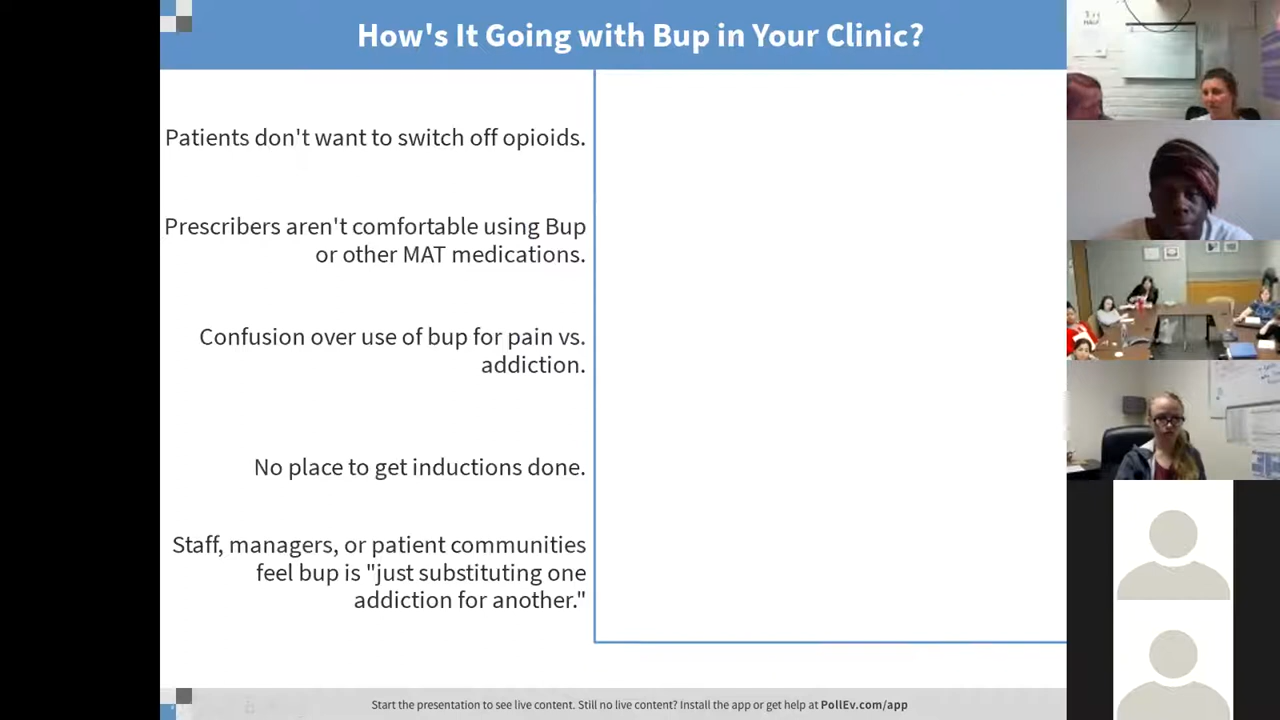 How's It Going with Bup in Your Clinic?
Patients don't want to switch off opioids.
Prescribers aren't comfortable using Bup
or other MAT medications.
Confusion over use of bup for pain vs.
addiction.
No place to get inductions done.
Staff, managers, or patient communities
feel bup is "just substituting one
addiction for another."
Start the presentation to see live content. Still no live content? Install the app or get help at PollEv.com/app